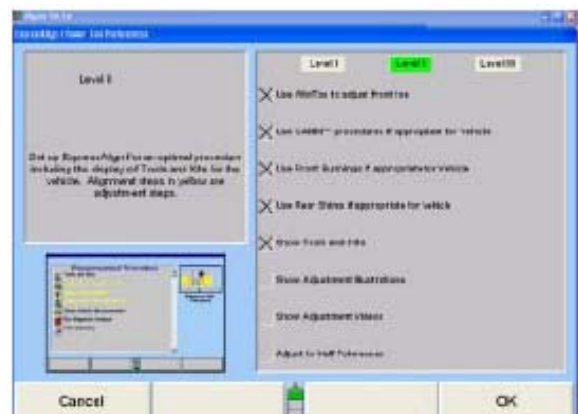 Level II
Set up ExpressAlign for an optimal procedure
including the display of Tools and Kits for the
vehicle. Alignment steps in yellow are
adjustment steps.
Level I
Level II
Level III
Use WinToe to adjust front toe
Use CAMM™ procedures if appropriate for vehicle
Use Front Bushings if appropriate for vehicle
Use Rear Shims if appropriate for vehicle
Show Tools and Kits
Show Adjustment Illustrations
Show Adjustment Videos
Adjust to Half Tolerances
Cancel
OK